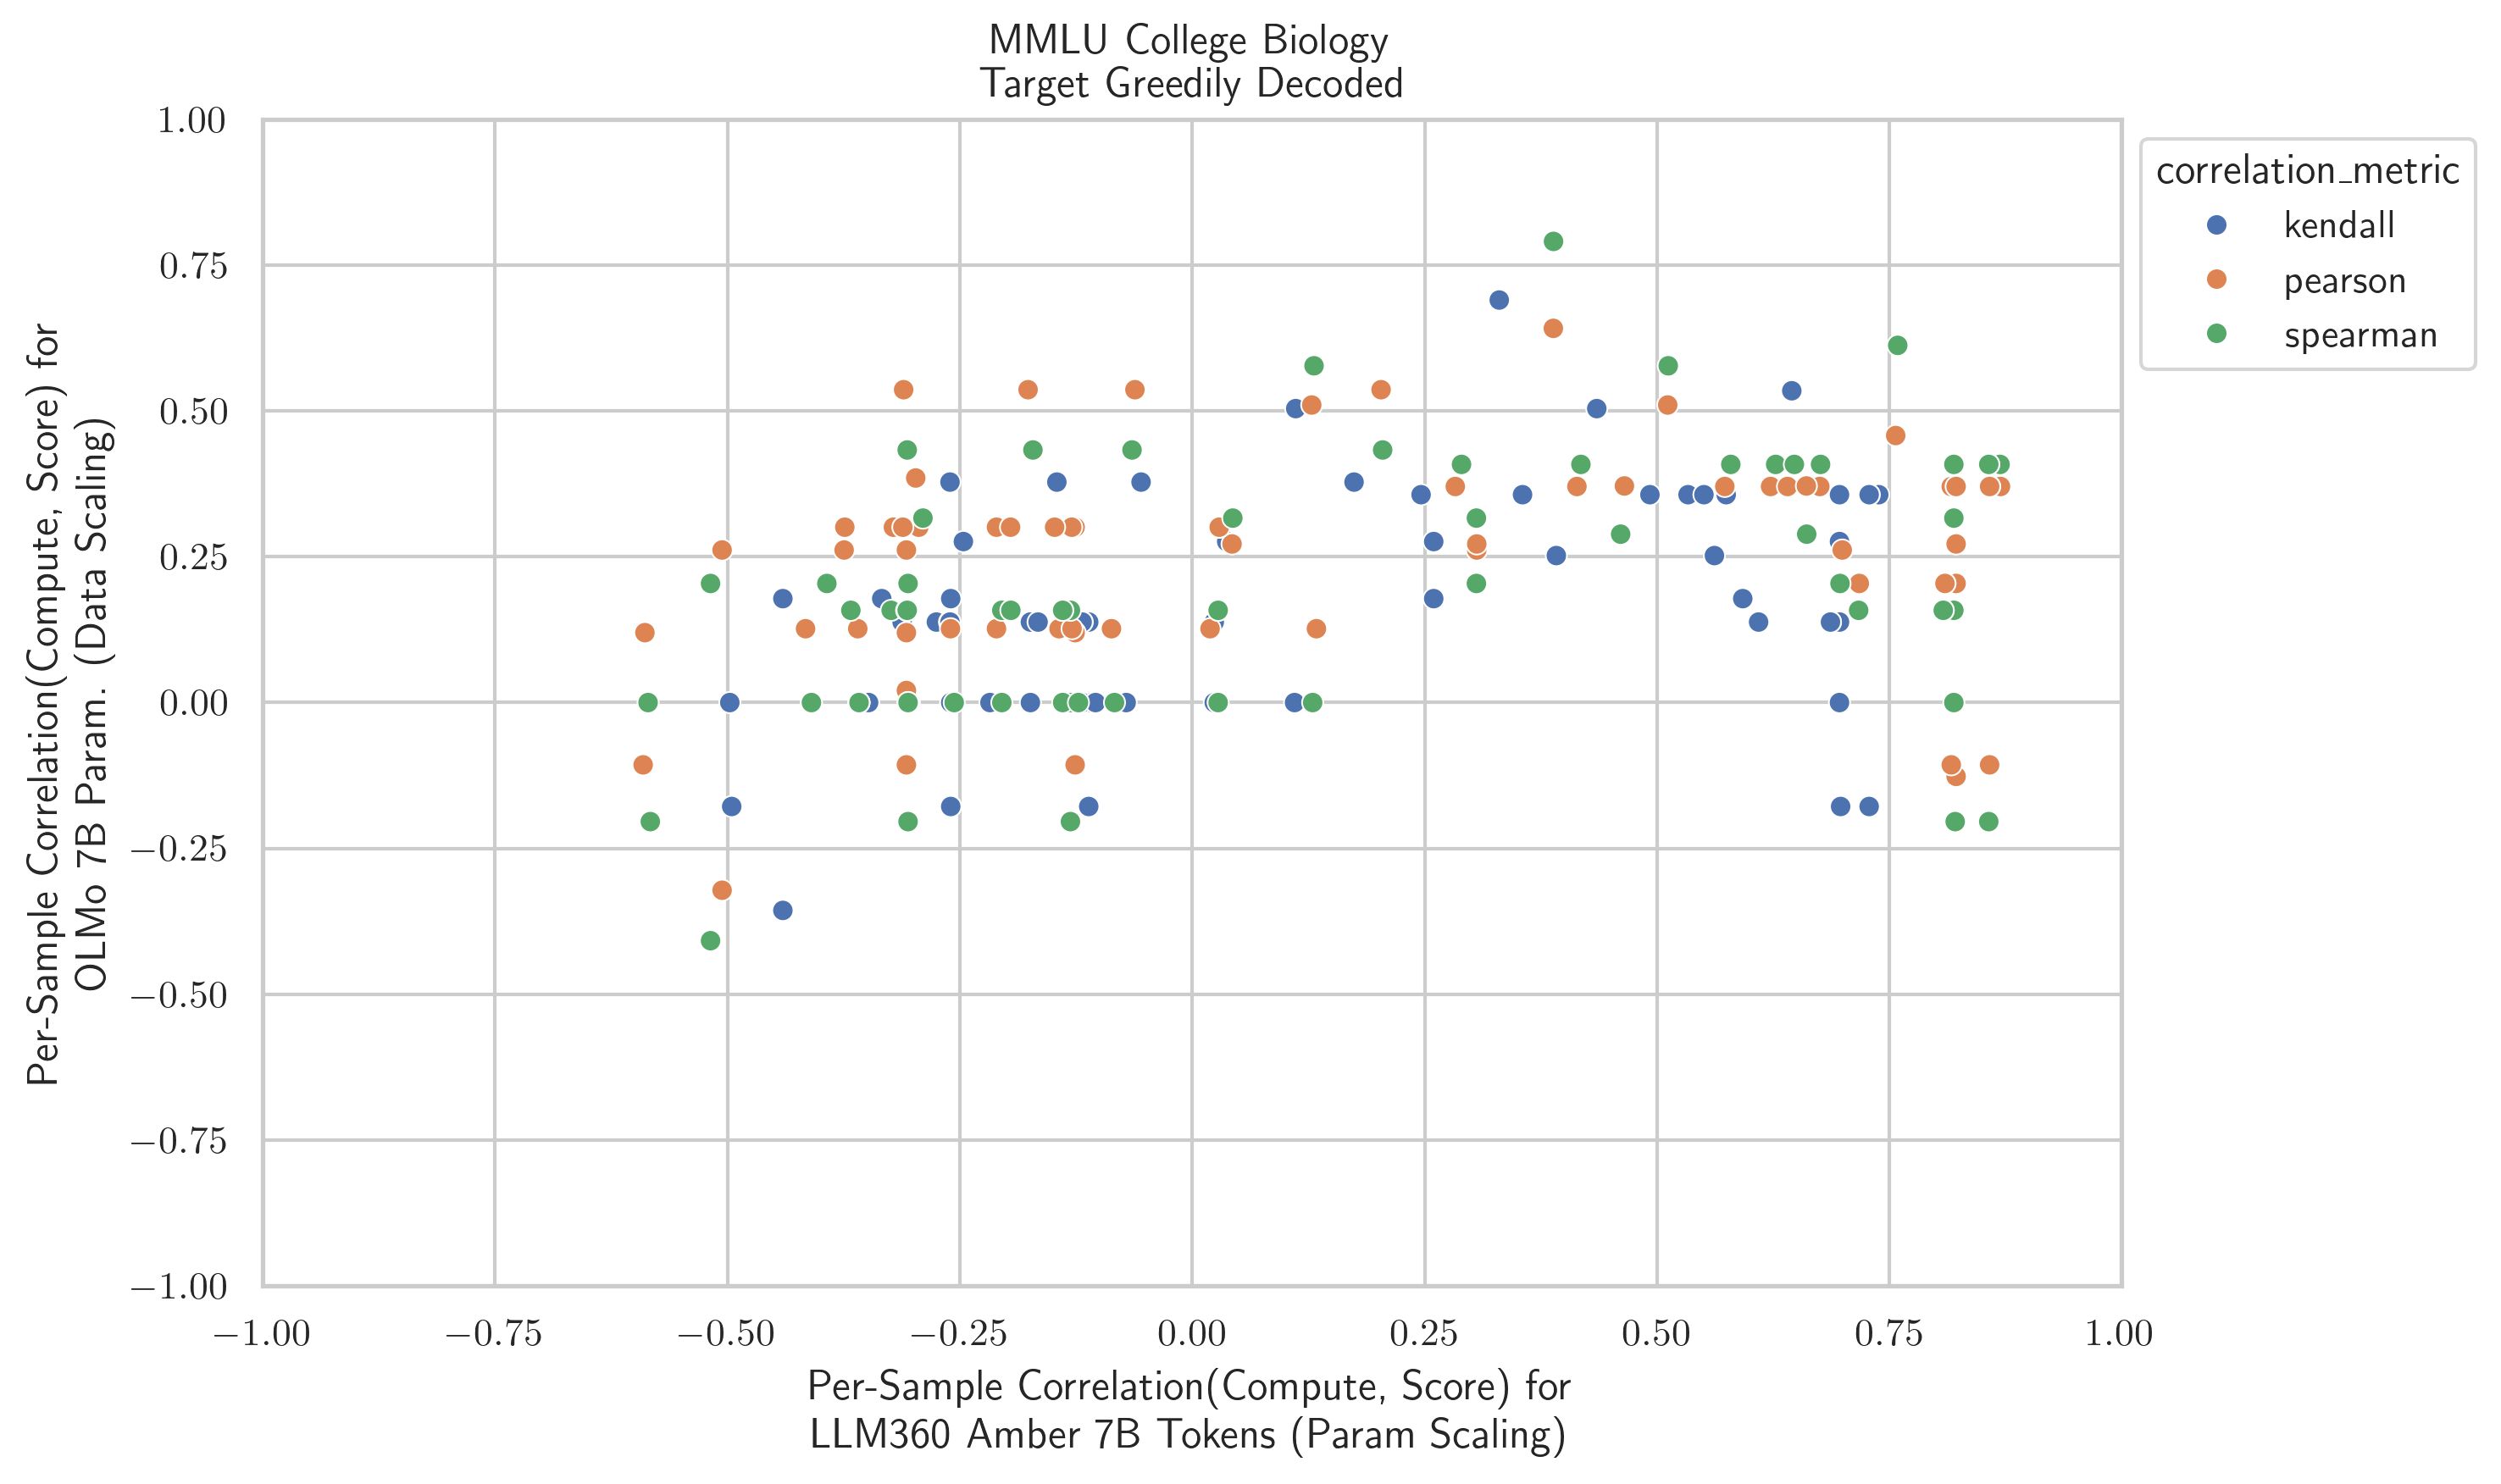 MMLU College Biology
Target Greedily Decoded
1.00
0.75
0.50
0.25
0.00
−0.25
−0.50
−0.75
−1.00
Per-Sample Correlation(Compute, Score) for
OLMo 7B Param. (Data Scaling)
−1.00 −0.75 −0.50 −0.25 0.00 0.25 0.50 0.75 1.00
Per-Sample Correlation(Compute, Score) for
LLM360 Amber 7B Tokens (Param Scaling)
correlation_metric
kendall
pearson
spearman